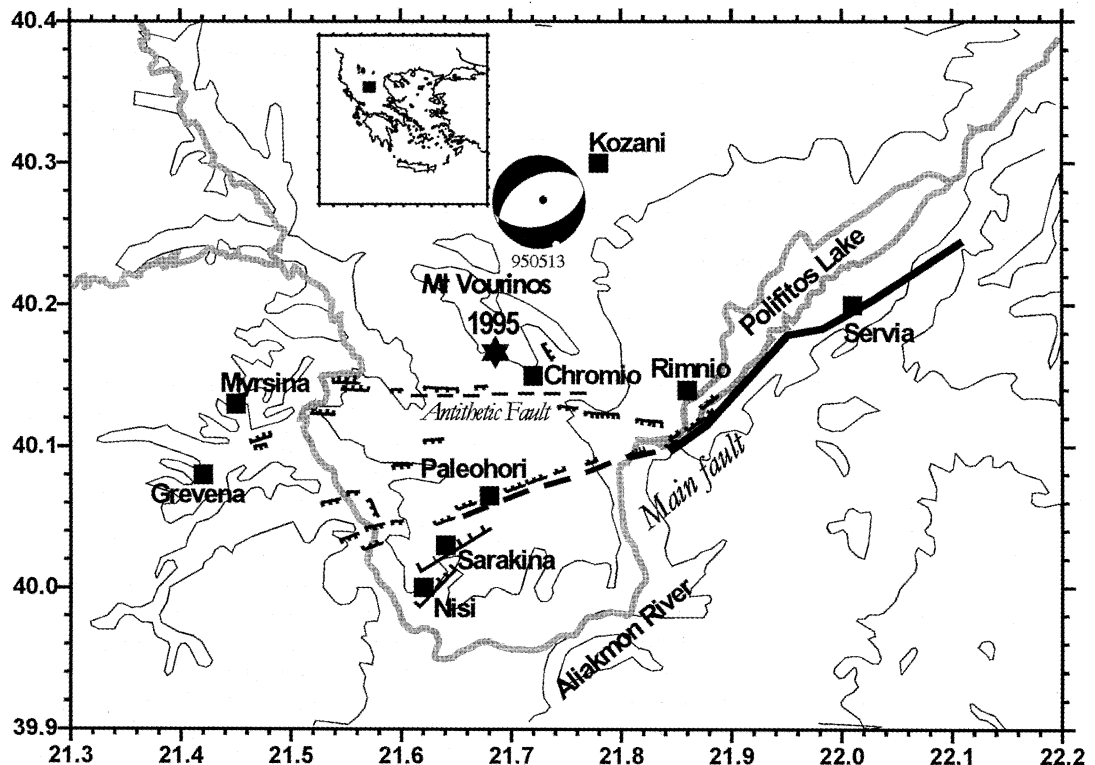 40.4
40.3
40.2
40.1
40.0
39.9
Kozani
950513
Mt Vourinos
1995
Polifitos Lake
Servia
Myrsina
Chromio
Rimnio
Antithetic Fault
Paleohori
Main fault
Grevena
Sarakina
Nisi
Aliakmon River
21.3 21.4 21.5 21.6 21.7 21.8 21.9 22.0 22.1 22.2